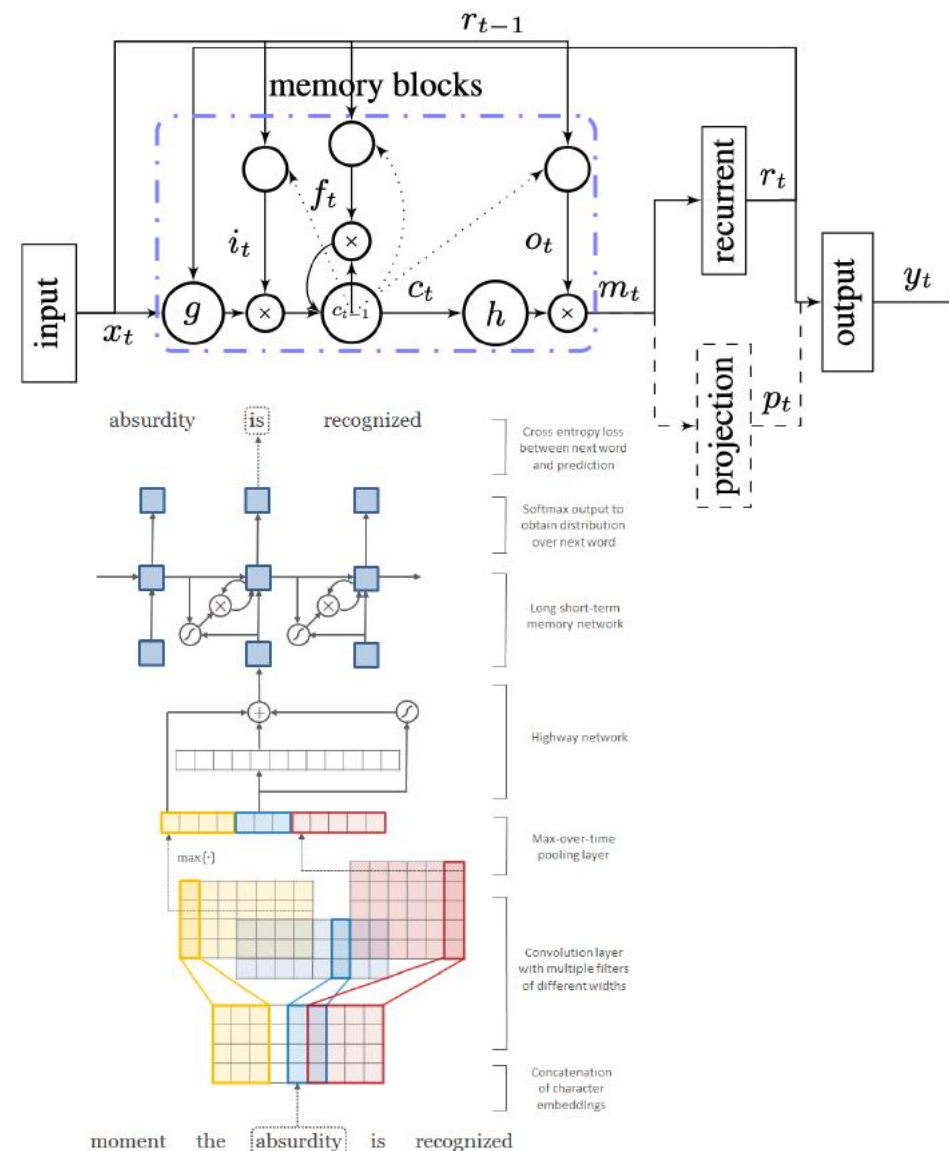 r_{t−1}
memory blocks
input
x_t
g
×
i_t
f_t
×
c_{t−1}
c_t
h
×
o_t
m_t
recurrent
r_t
projection
p_t
output
y_t
absurdity is recognized
Cross entropy loss
between next word
and prediction
Softmax output to
obtain distribution
over next word
×
×
Long short-term
memory network
+
Highway network
Max-over-time
pooling layer
max{·}
Convolution layer
with multiple filters
of different widths
Concatenation
of character
embeddings
moment the absurdity is recognized